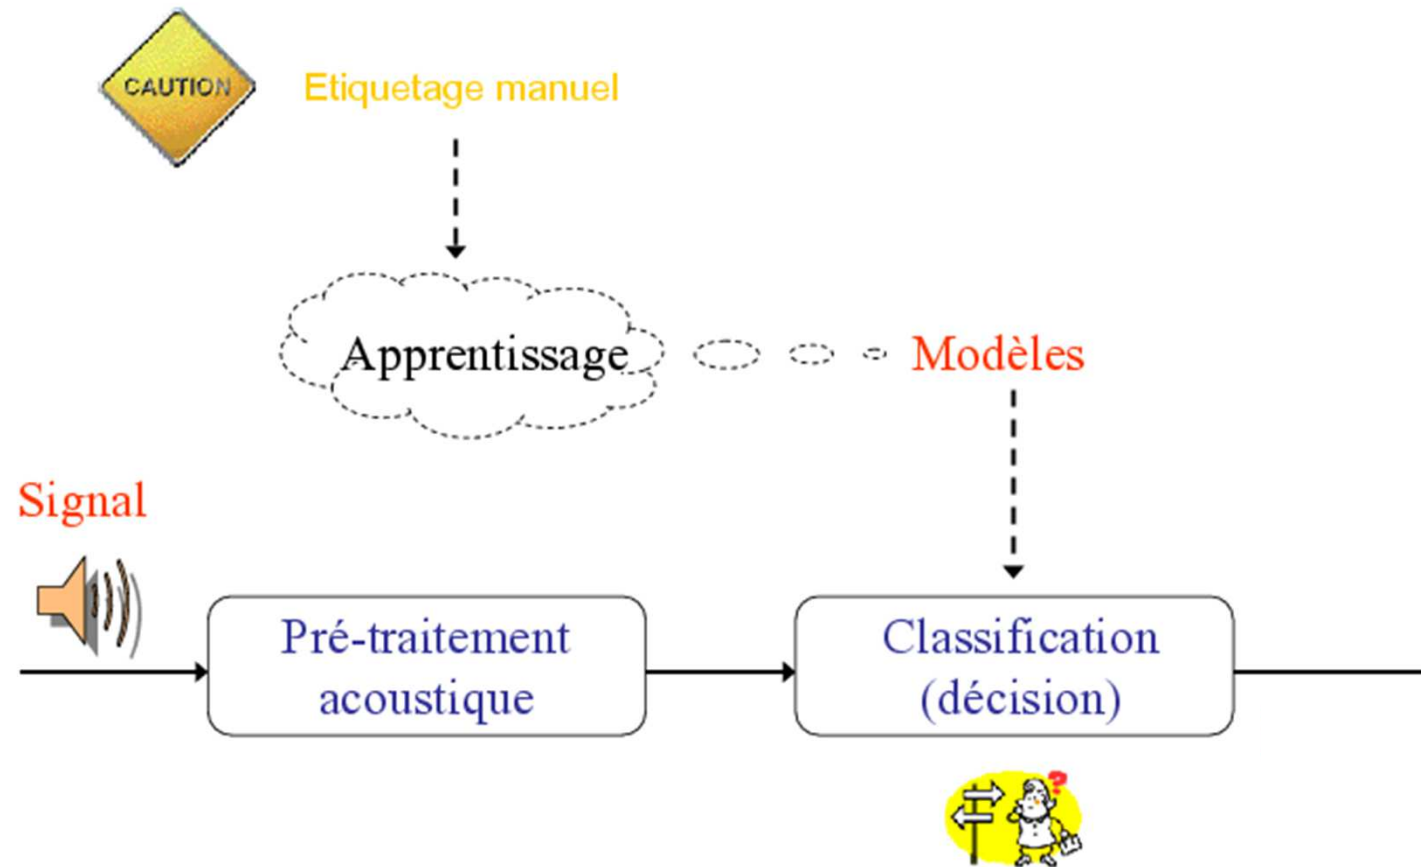 CAUTION
Etiquetage manuel
Apprentissage
Modèles
Signal
Pré-traitement
acoustique
Classification
(décision)
?